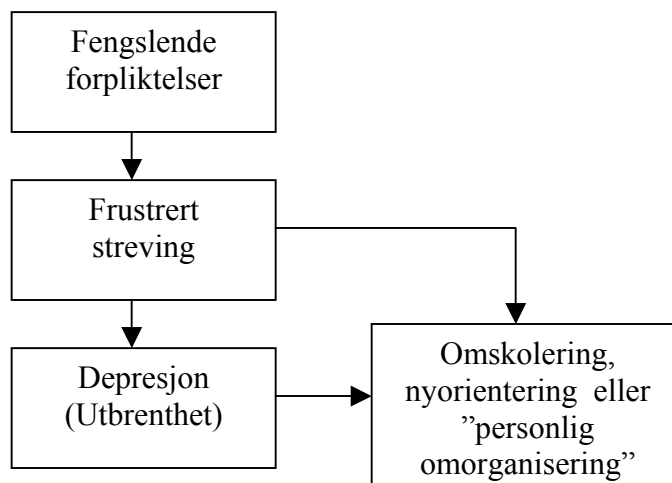 Fengslende
forpliktelser
Frustrert
streving
Depresjon
(Utbrenthet)
Omskolering,
nyorientering eller
”personlig
omorganisering”